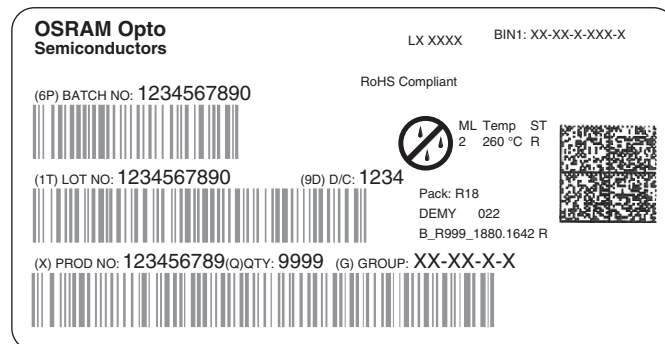 OSRAM Opto
Semiconductors
LX XXXX
BIN1: XX-XX-X-XXX-X
RoHS Compliant
(6P) BATCH NO: 1234567890
ML Temp ST
2 260 °C R
(1T) LOT NO: 1234567890
(9D) D/C: 1234
Pack: R18
DEMY 022
B_R999_1880.1642 R
(X) PROD NO: 123456789(Q)QTY: 9999 (G) GROUP: XX-XX-X-X